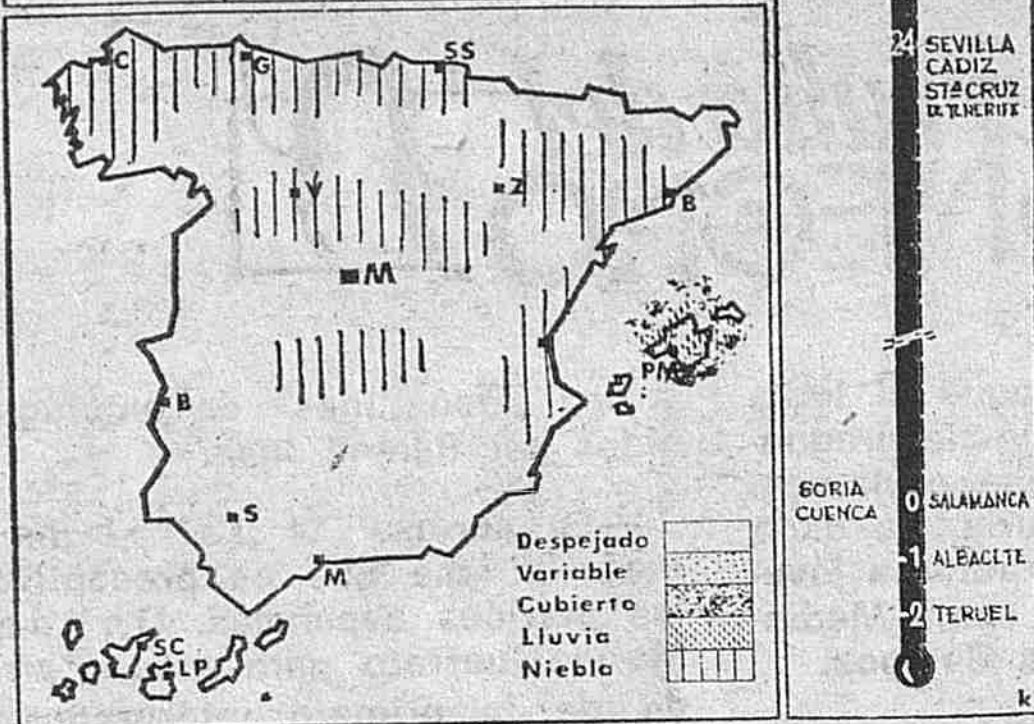 C
G
SS
V
Z
B
M
PM
B
S
M
SC
LP
Despejado
Variable
Cubierto
Lluvia
Niebla
24 SEVILLA
CADIZ
STª CRUZ
DE TENERIFE
SORIA
CUENCA
0 SALAMANCA
-1 ALBACETE
-2 TERUEL
k